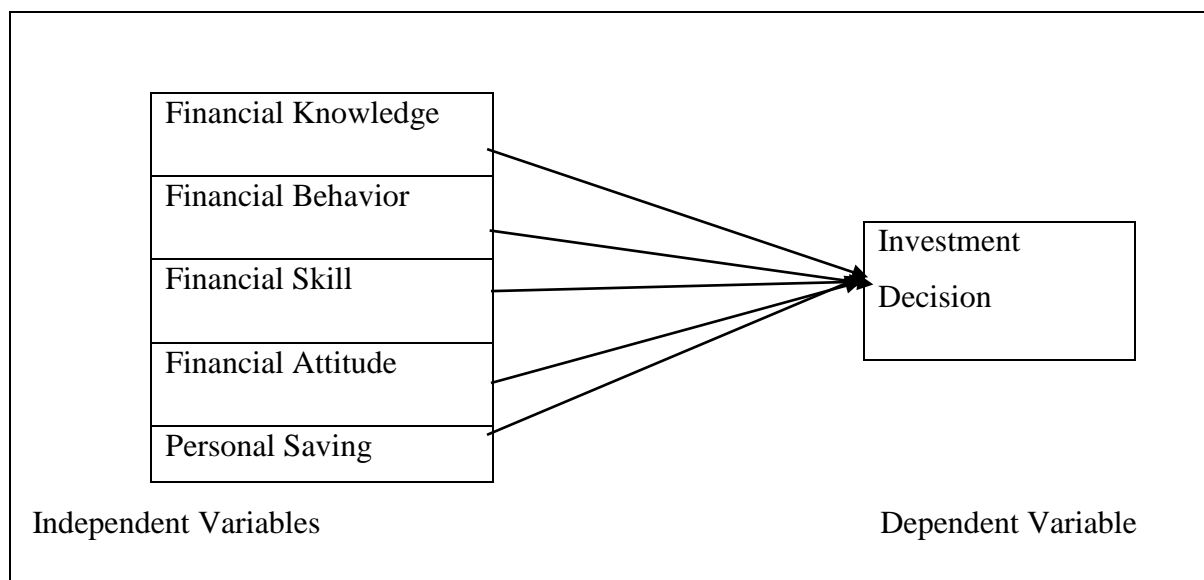 Financial Knowledge
Financial Behavior
Financial Skill
Financial Attitude
Personal Saving
Investment
Decision
Independent Variables
Dependent Variable